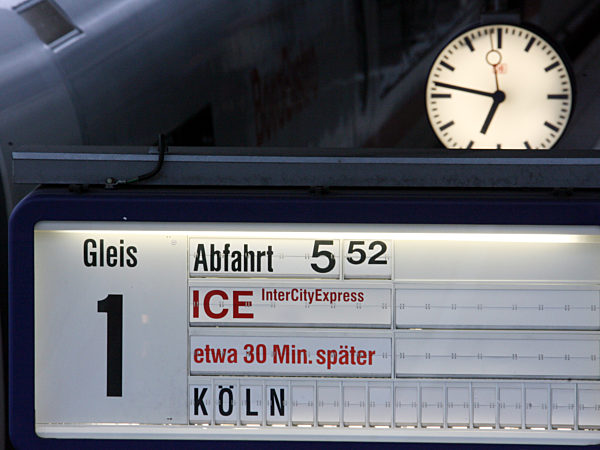 Gleis
1
Abfahrt 5 52
ICE InterCityExpress
etwa 30 Min. später
KÖLN